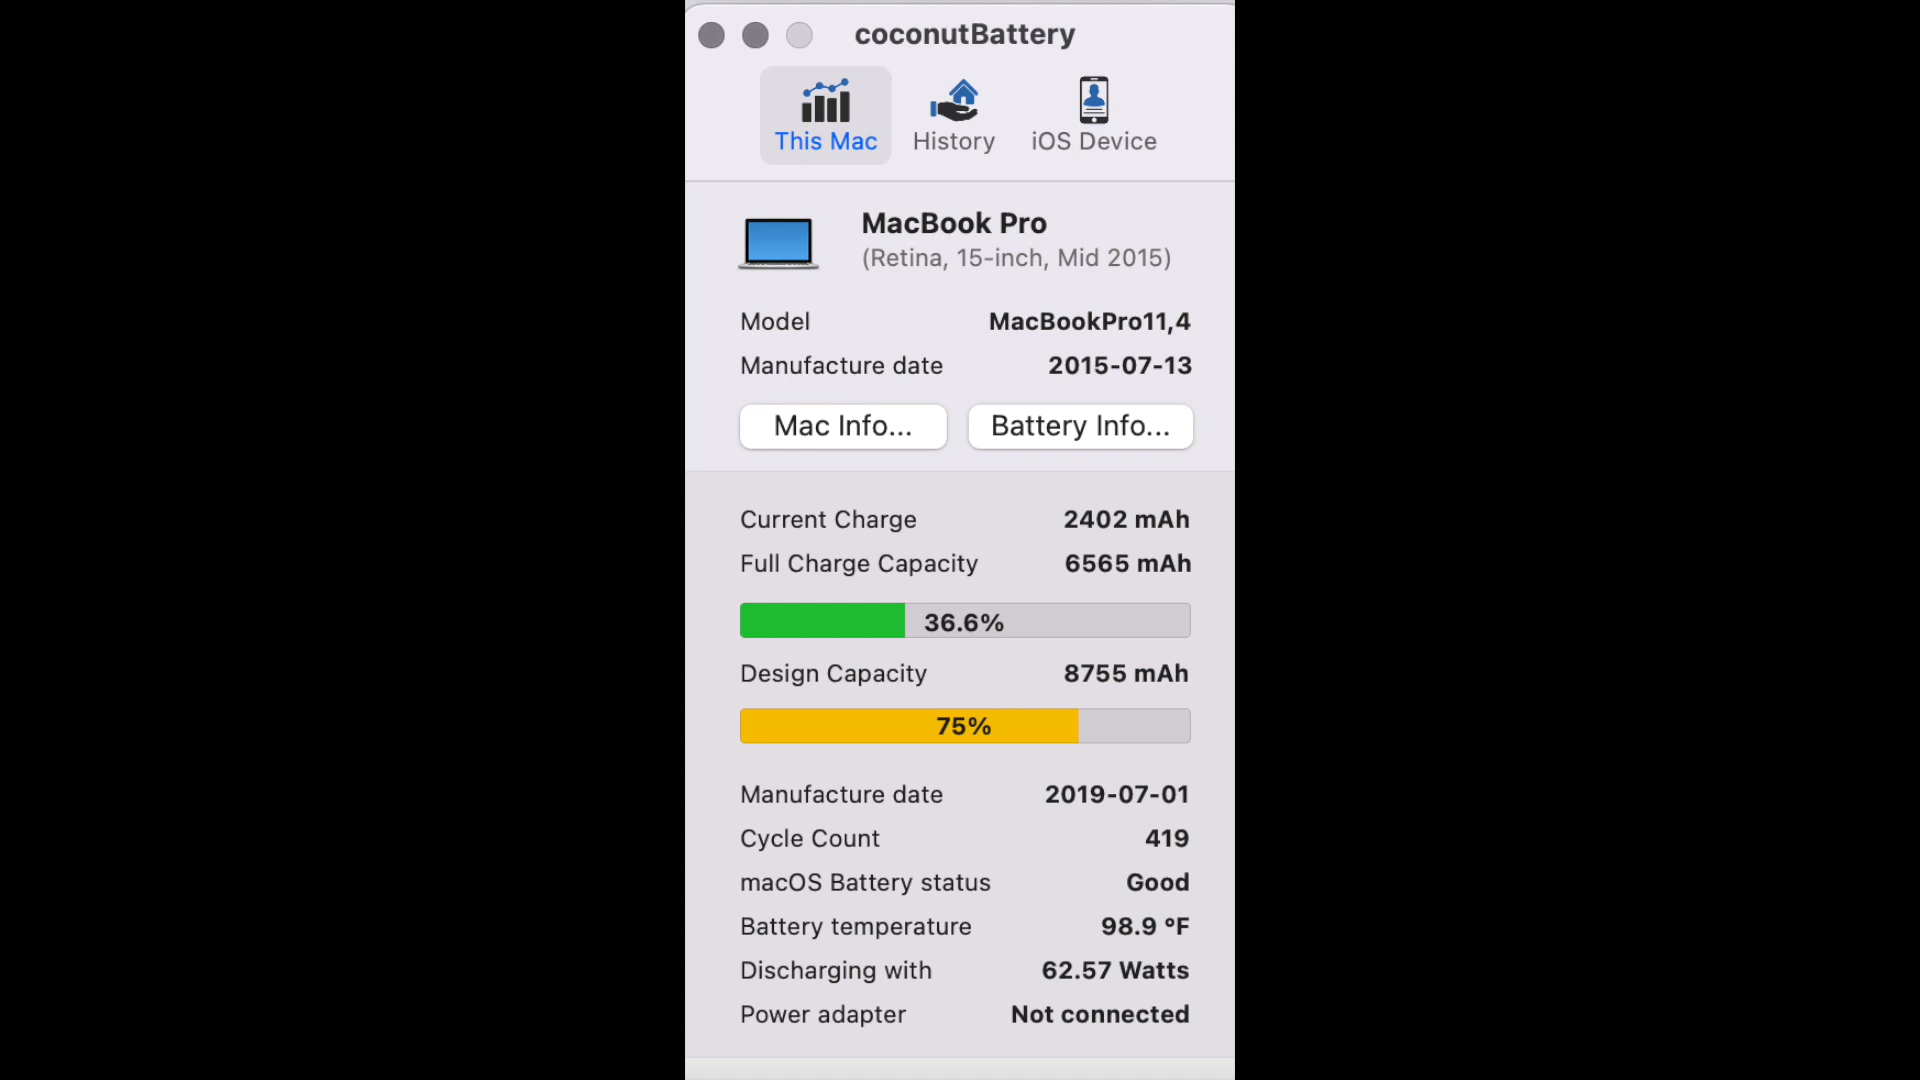 coconutBattery
This Mac History iOS Device
MacBook Pro
(Retina, 15-inch, Mid 2015)
Model MacBookPro11,4
Manufacture date 2015-07-13
Mac Info... Battery Info...
Current Charge 2402 mAh
Full Charge Capacity 6565 mAh
36.6%
Design Capacity 8755 mAh
75%
Manufacture date 2019-07-01
Cycle Count 419
macOS Battery status Good
Battery temperature 98.9 °F
Discharging with 62.57 Watts
Power adapter Not connected